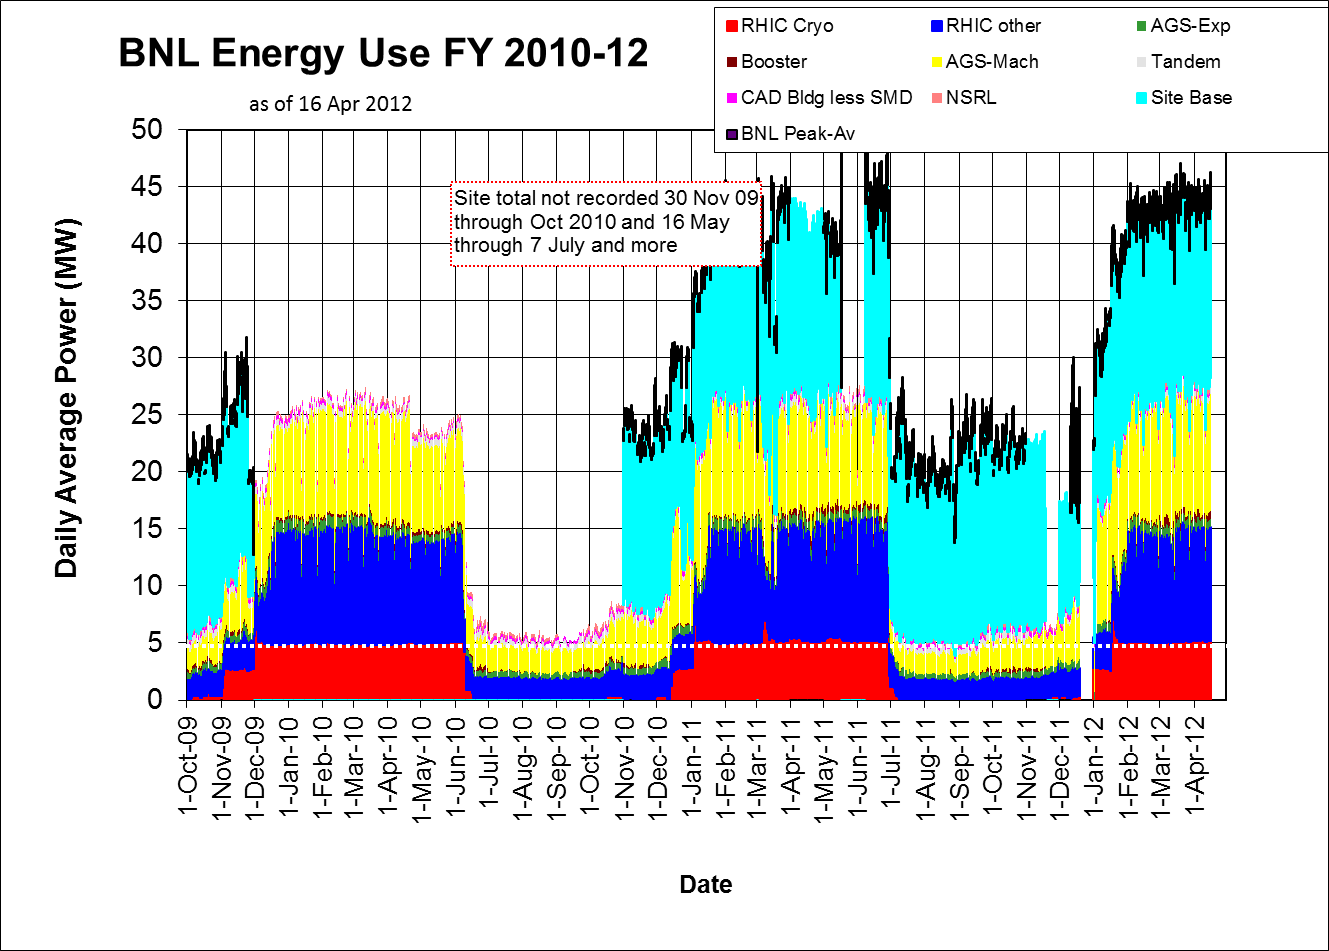 BNL Energy Use FY 2010-12
as of 16 Apr 2012
RHIC Cryo
RHIC other
AGS-Exp
Booster
AGS-Mach
Tandem
CAD Bldg less SMD
NSRL
Site Base
BNL Peak-Av
Site total not recorded 30 Nov 09
through Oct 2010 and 16 May
through 7 July and more
Daily Average Power (MW)
50
45
40
35
30
25
20
15
10
5
0
1-Oct-09
1-Nov-09
1-Dec-09
1-Jan-10
1-Feb-10
1-Mar-10
1-Apr-10
1-May-10
1-Jun-10
1-Jul-10
1-Aug-10
1-Sep-10
1-Oct-10
1-Nov-10
1-Dec-10
1-Jan-11
1-Feb-11
1-Mar-11
1-Apr-11
1-May-11
1-Jun-11
1-Jul-11
1-Aug-11
1-Sep-11
1-Oct-11
1-Nov-11
1-Dec-11
1-Jan-12
1-Feb-12
1-Mar-12
1-Apr-12
Date